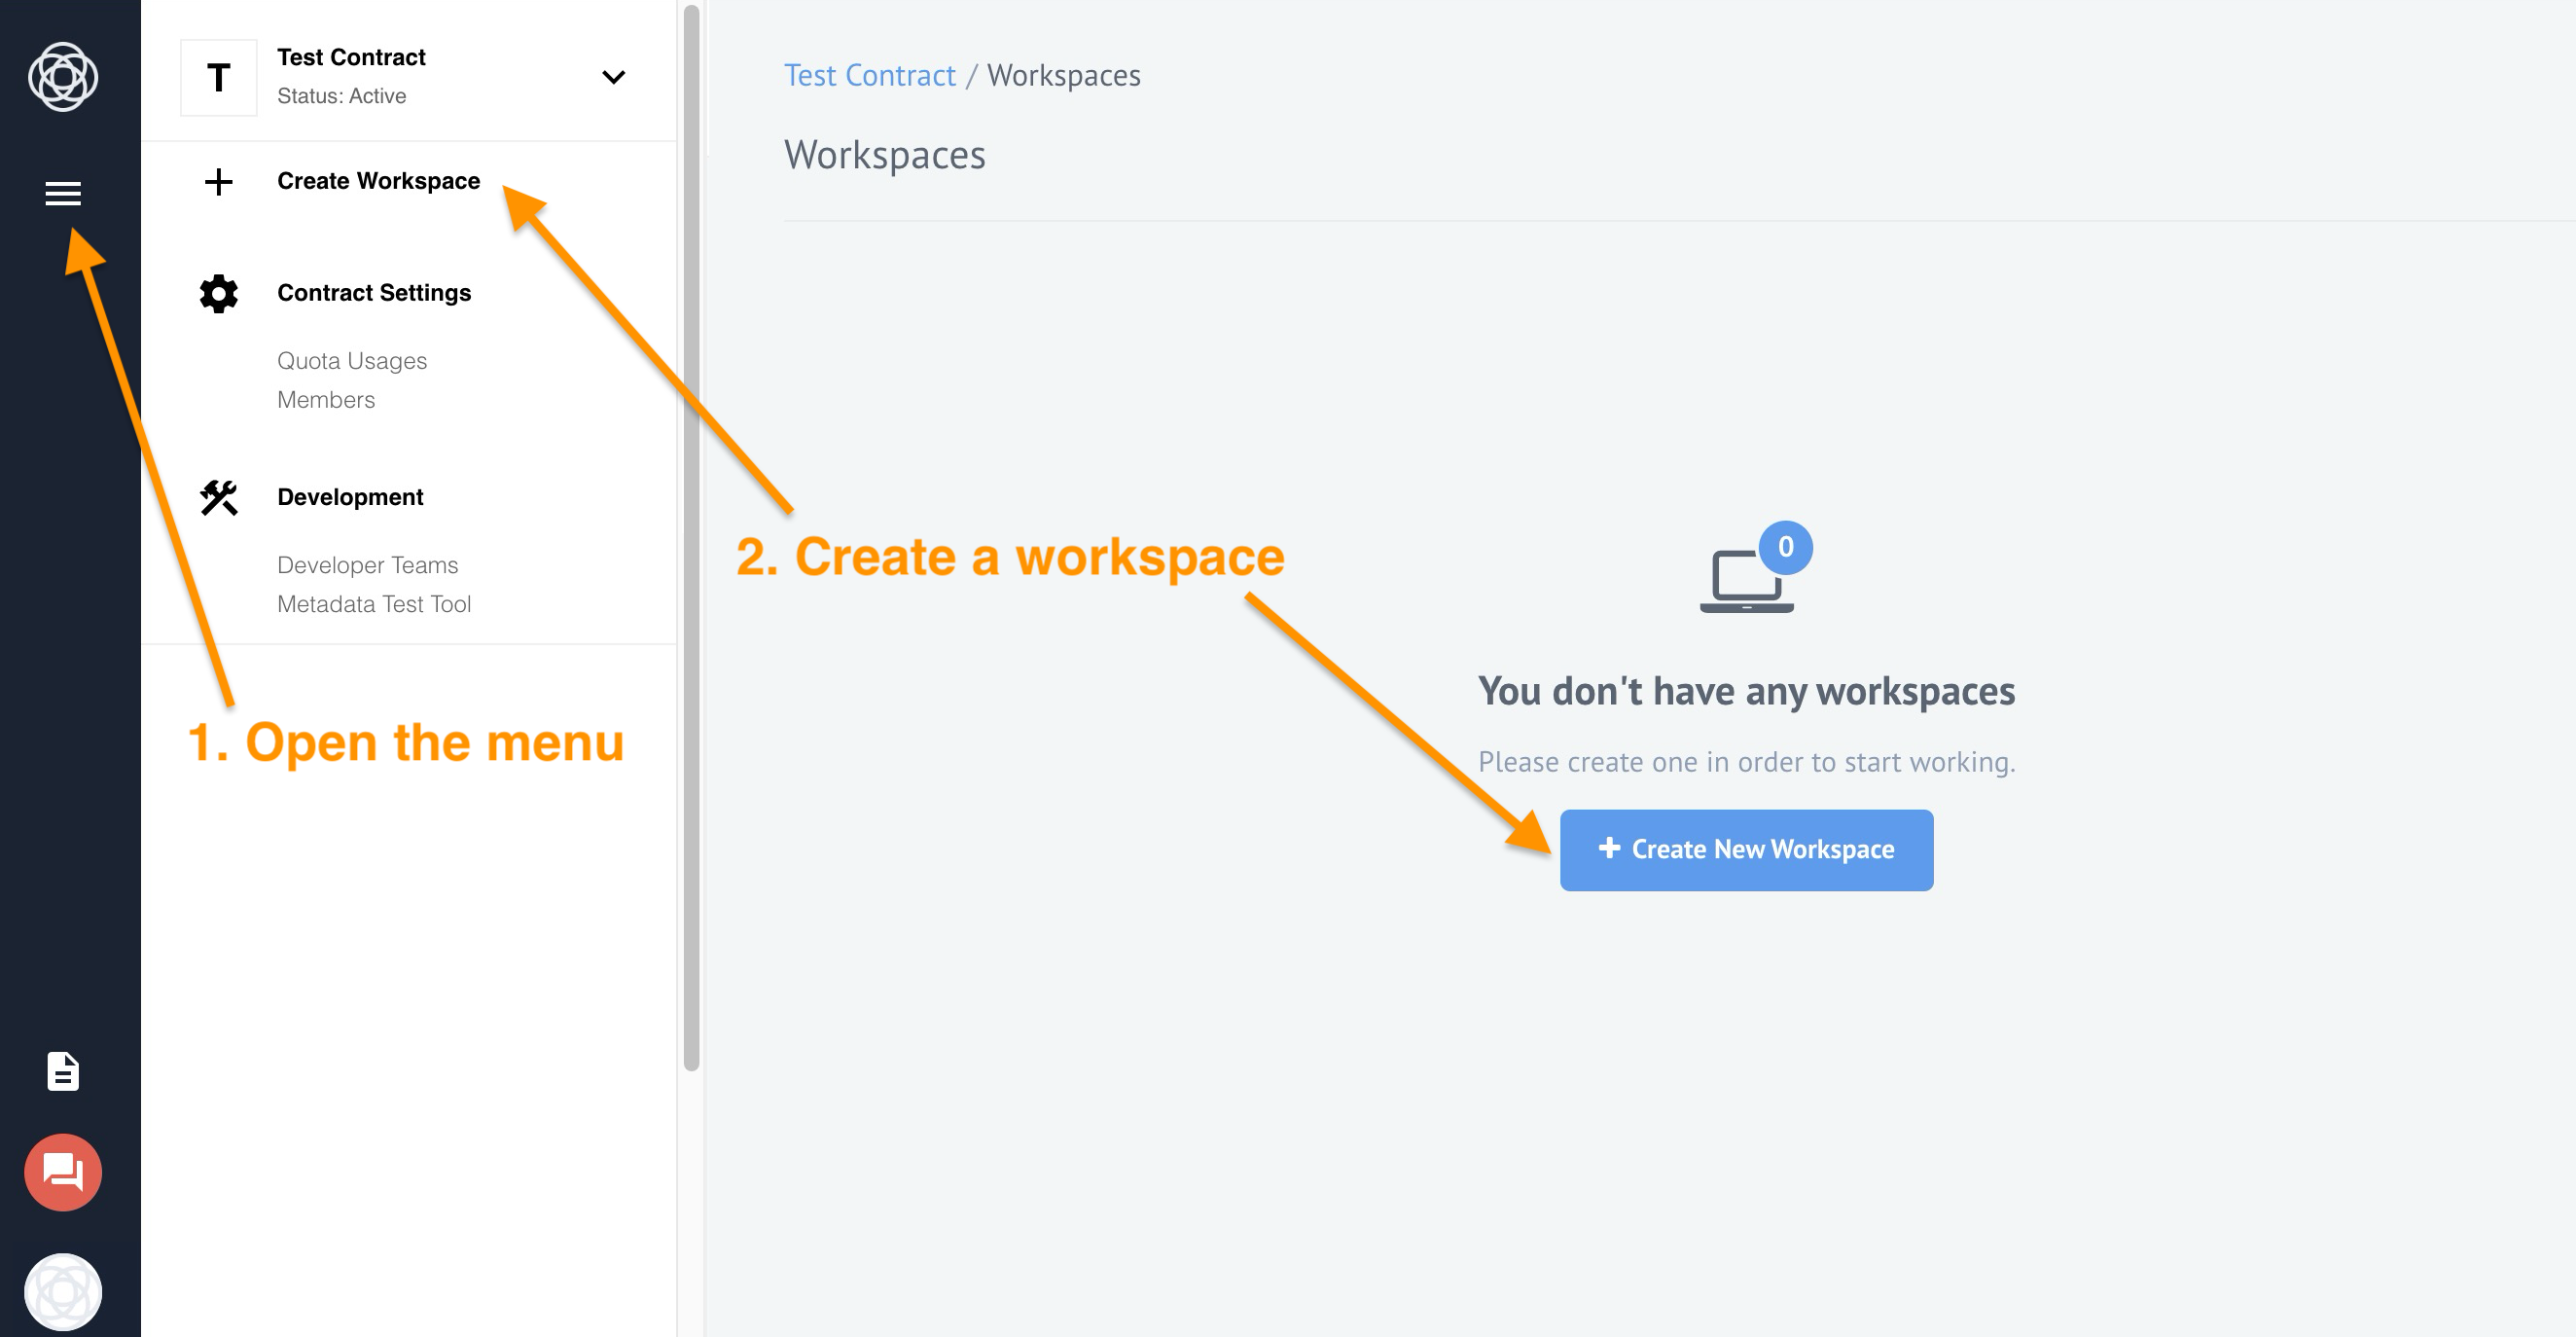 T
Test Contract
Status: Active
Create Workspace
Contract Settings
Quota Usages
Members
Development
Developer Teams
Metadata Test Tool
1. Open the menu
Test Contract / Workspaces
Workspaces
2. Create a workspace
0
You don't have any workspaces
Please create one in order to start working.
+ Create New Workspace